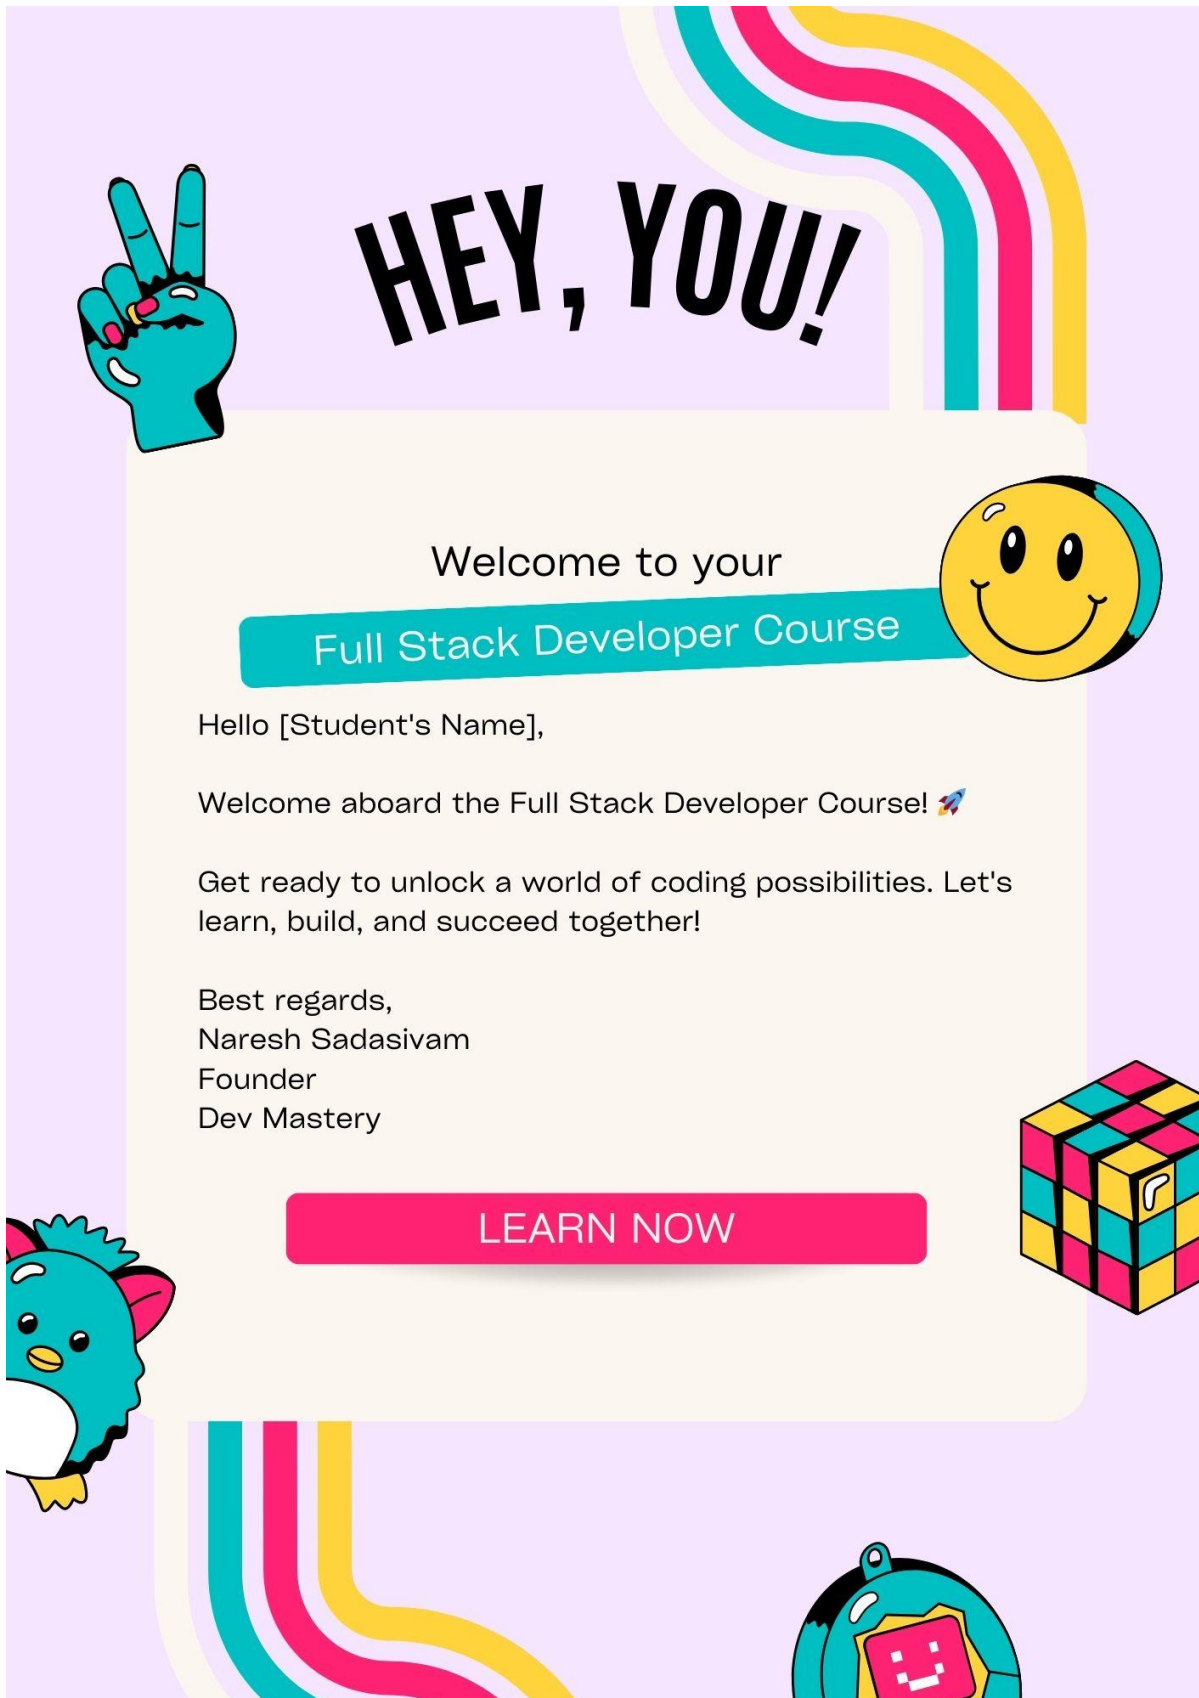 HEY, YOU!
Welcome to your
Full Stack Developer Course
Hello [Student's Name],
Welcome aboard the Full Stack Developer Course! 🚀
Get ready to unlock a world of coding possibilities. Let's
learn, build, and succeed together!
Best regards,
Naresh Sadasivam
Founder
Dev Mastery
LEARN NOW